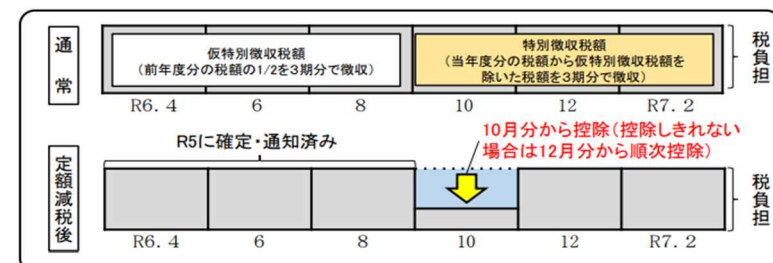 通常
仮特別徴収税額
（前年度分の税額の1/2を3期分で徴収）
特別徴収税額
（当年度分の税額から仮特別徴収税額を
除いた税額を3期分で徴収）
税負担
R6. 4 6 8 10 12 R7. 2
R5に確定・通知済み
10月分から控除（控除しきれない
場合は12月分から順次控除）
定額減税後
税負担
R6. 4 6 8 10 12 R7. 2